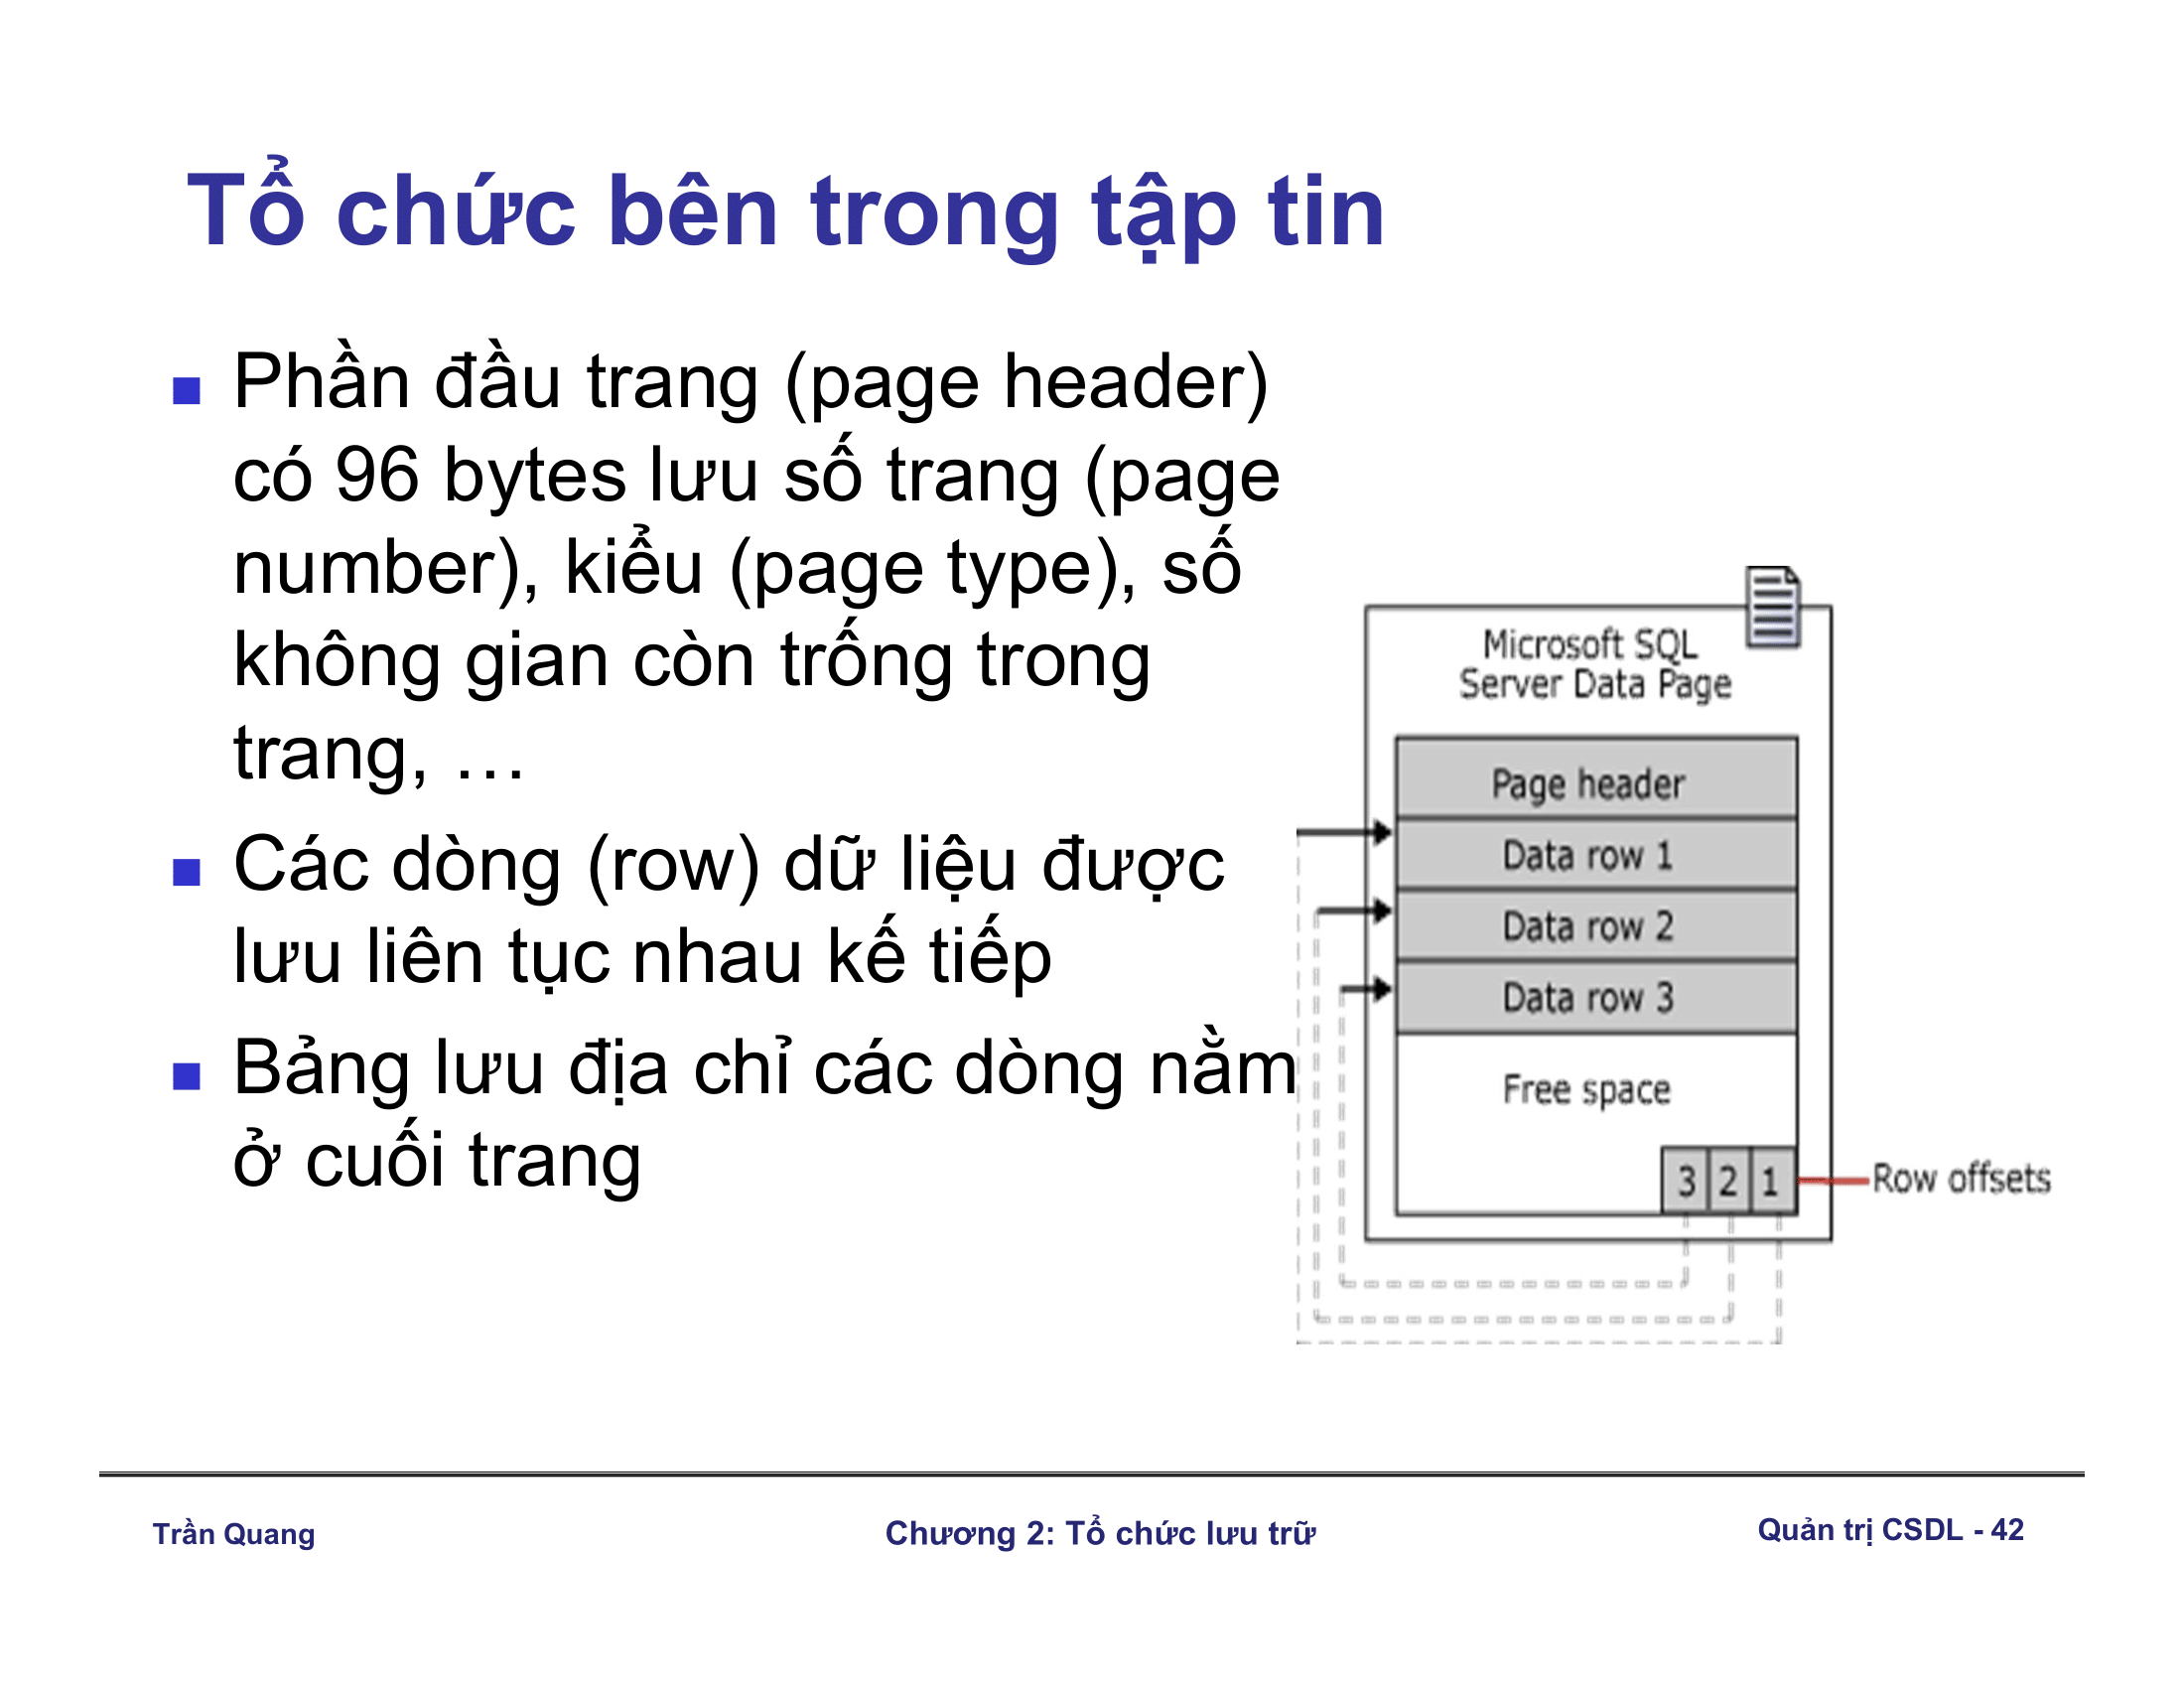 Tổ chức bên trong tập tin
Phần đầu trang (page header)
có 96 bytes lưu số trang (page
number), kiểu (page type), số
không gian còn trống trong
trang, …
Các dòng (row) dữ liệu được
lưu liên tục nhau kế tiếp
Bảng lưu địa chỉ các dòng nằm
ở cuối trang
Microsoft SQL
Server Data Page
Page header
Data row 1
Data row 2
Data row 3
Free space
3 2 1
Row offsets
Trần Quang
Chương 2: Tổ chức lưu trữ
Quản trị CSDL - 42